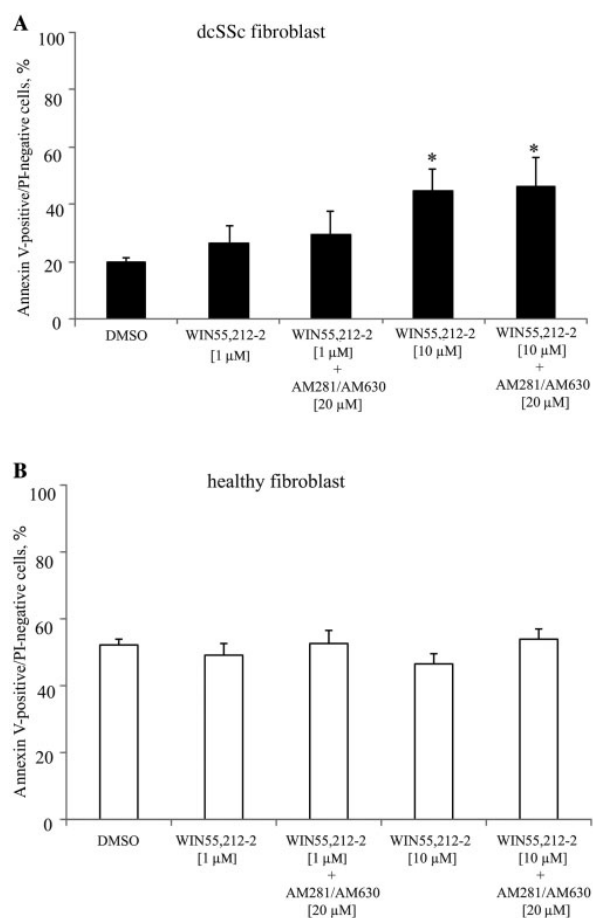 A
dcSSc fibroblast
Annexin V-positive/PI-negative cells, %
100
80
60
40
20
0
*
*
DMSO
WIN55,212-2
[1 µM]
WIN55,212-2
[1 µM]
+
AM281/AM630
[20 µM]
WIN55,212-2
[10 µM]
WIN55,212-2
[10 µM]
+
AM281/AM630
[20 µM]
B
healthy fibroblast
Annexin V-positive/PI-negative cells, %
100
80
60
40
20
0
DMSO
WIN55,212-2
[1 µM]
WIN55,212-2
[1 µM]
+
AM281/AM630
[20 µM]
WIN55,212-2
[10 µM]
WIN55,212-2
[10 µM]
+
AM281/AM630
[20 µM]